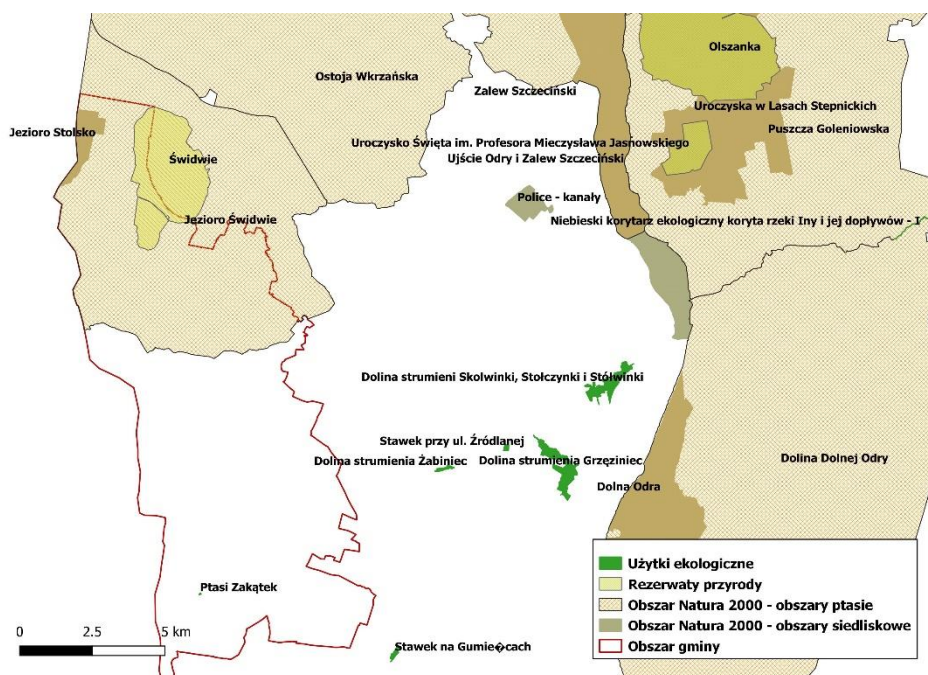 Olszanka
Ostoja Wkrzańska
Zalew Szczeciński
Uroczyska w Lasach Stepnickich
Jezioro Stolsko
Puszcza Goleniowska
Uroczysko Święta im. Profesora Mieczysława Jasnowskiego
Świdwie
Ujście Odry i Zalew Szczeciński
Police - kanały
Jezioro Świdwie
Niebieski korytarz ekologiczny koryta rzeki Iny i jej dopływów - I
Dolina strumieni Skolwinki, Stołczynki i Stólwinki
Stawek przy ul. Źródlanej
Dolina strumienia Żabiniec
Dolina strumienia Grzęziniec
Dolina Dolnej Odry
Dolna Odra
Ptasi Zakątek
Stawek na Gumie�cach
Użytki ekologiczne
Rezerwaty przyrody
Obszar Natura 2000 - obszary ptasie
Obszar Natura 2000 - obszary siedliskowe
Obszar gminy
0 2.5 5 km